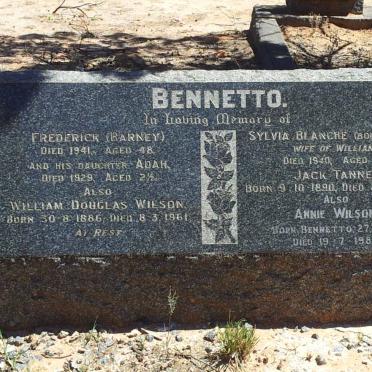 BENNETTO.
In Loving Memory of
FREDERICK (BARNEY)
DIED 1941, AGED 48.
AND HIS DAUGHTER ADAH,
DIED 1929, AGED 2½.
ALSO
WILLIAM DOUGLAS WILSON.
BORN 30·8·1886. DIED 8·3·1961.
AT REST
SYLVIA BLANCHE
WIFE OF WILLIAM
DIED 1940, AGED
JACK
BORN 9·10·1890, DIED
ALSO
ANNIE WILSON
BORN BENNETTO, 27
DIED 19·7·198